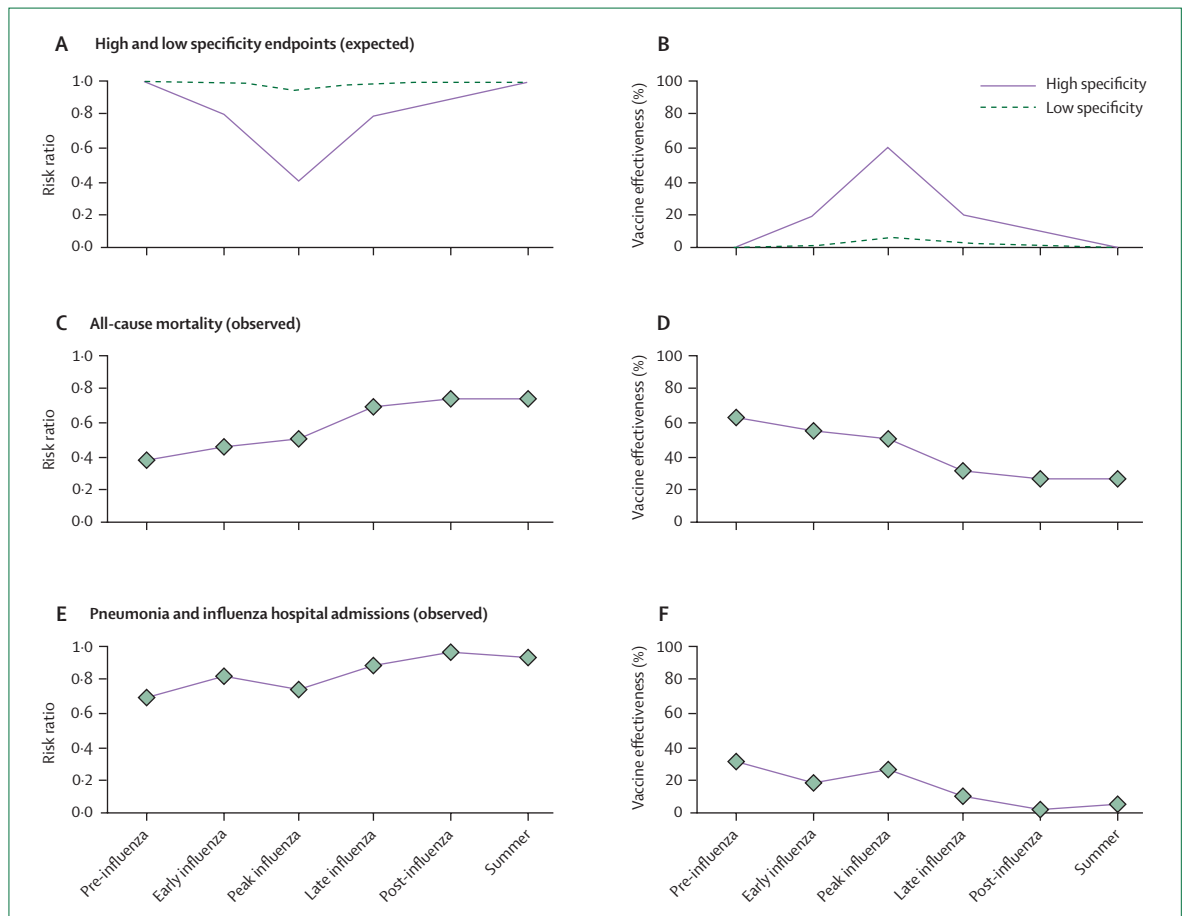 A High and low specificity endpoints (expected)
Risk ratio
1·0
0·8
0·6
0·4
0·2
0·0
B
Vaccine effectiveness (%)
100
80
60
40
20
0
High specificity
Low specificity
C All-cause mortality (observed)
Risk ratio
1·0
0·8
0·6
0·4
0·2
0·0
D
Vaccine effectiveness (%)
100
80
60
40
20
0
E Pneumonia and influenza hospital admissions (observed)
Risk ratio
1·0
0·8
0·6
0·4
0·2
0·0
Pre-influenza
Early influenza
Peak influenza
Late influenza
Post-influenza
Summer
F
Vaccine effectiveness (%)
100
80
60
40
20
0
Pre-influenza
Early influenza
Peak influenza
Late influenza
Post-influenza
Summer